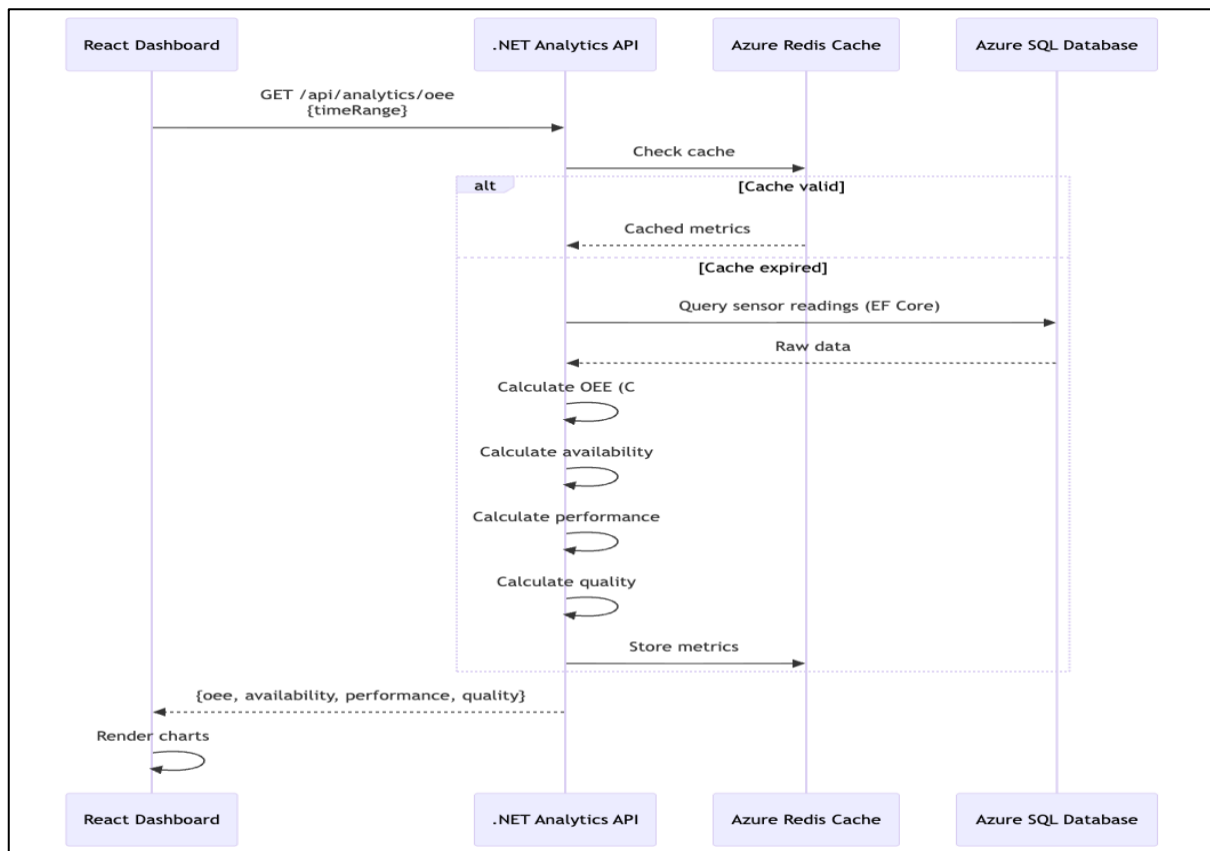 React Dashboard
.NET Analytics API
Azure Redis Cache
Azure SQL Database
GET /api/analytics/oee
{timeRange}
Check cache
alt
[Cache valid]
Cached metrics
[Cache expired]
Query sensor readings (EF Core)
Raw data
Calculate OEE (C
Calculate availability
Calculate performance
Calculate quality
Store metrics
{oee, availability, performance, quality}
Render charts
React Dashboard
.NET Analytics API
Azure Redis Cache
Azure SQL Database